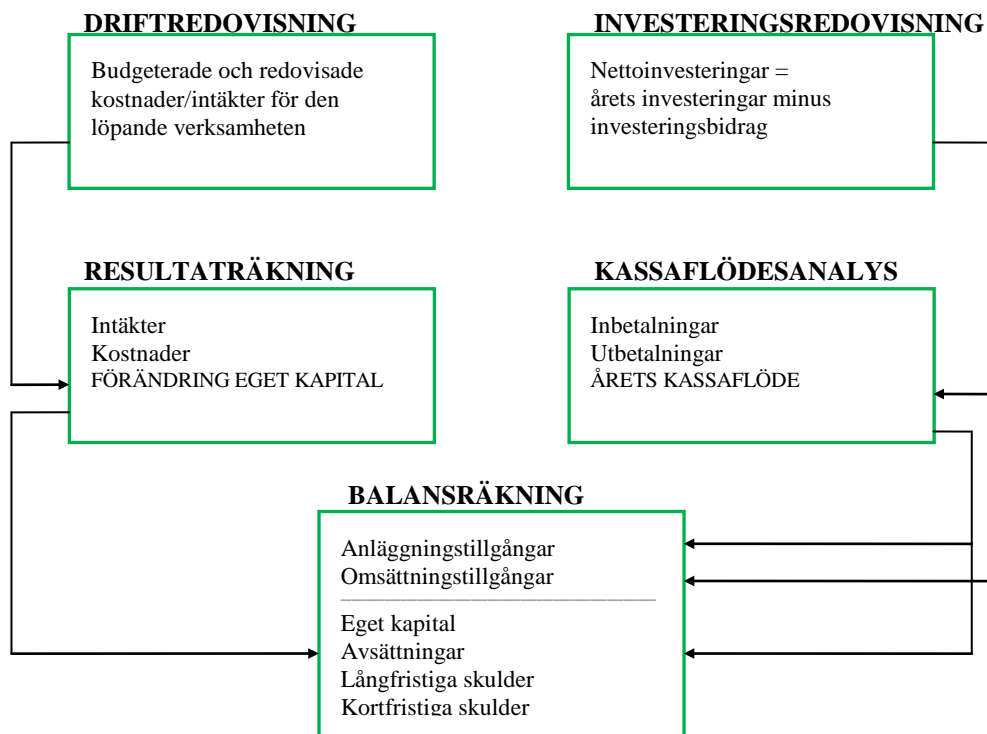 DRIFTREDOVISNING
Budgeterade och redovisade
kostnader/intäkter för den
löpande verksamheten
INVESTERINGSREDOVISNING
Nettoinvesteringar =
årets investeringar minus
investeringsbidrag
RESULTATRÄKNING
Intäkter
Kostnader
FÖRÄNDRING EGET KAPITAL
KASSAFLÖDESANALYS
Inbetalningar
Utbetalningar
ÅRETS KASSAFLÖDE
BALANSRÄKNING
Anläggningstillgångar
Omsättningstillgångar
Eget kapital
Avsättningar
Långfristiga skulder
Kortfristiga skulder